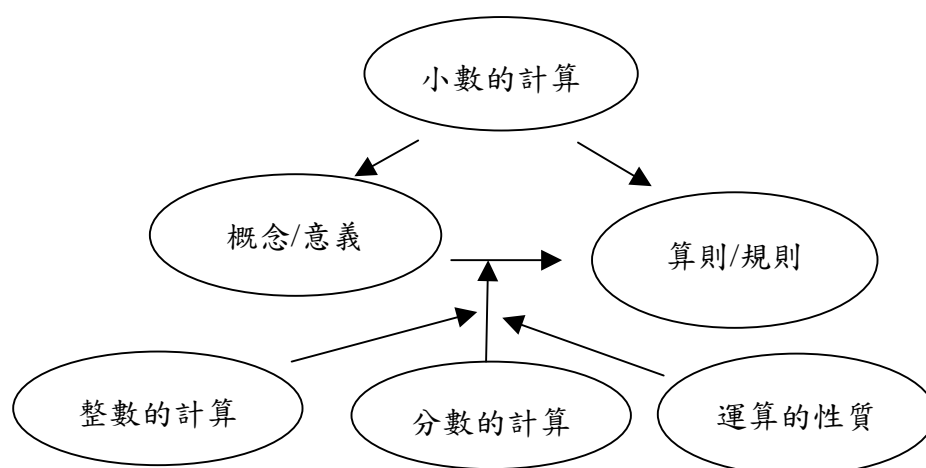 小數的計算
概念/意義
算則/規則
整數的計算
分數的計算
運算的性質